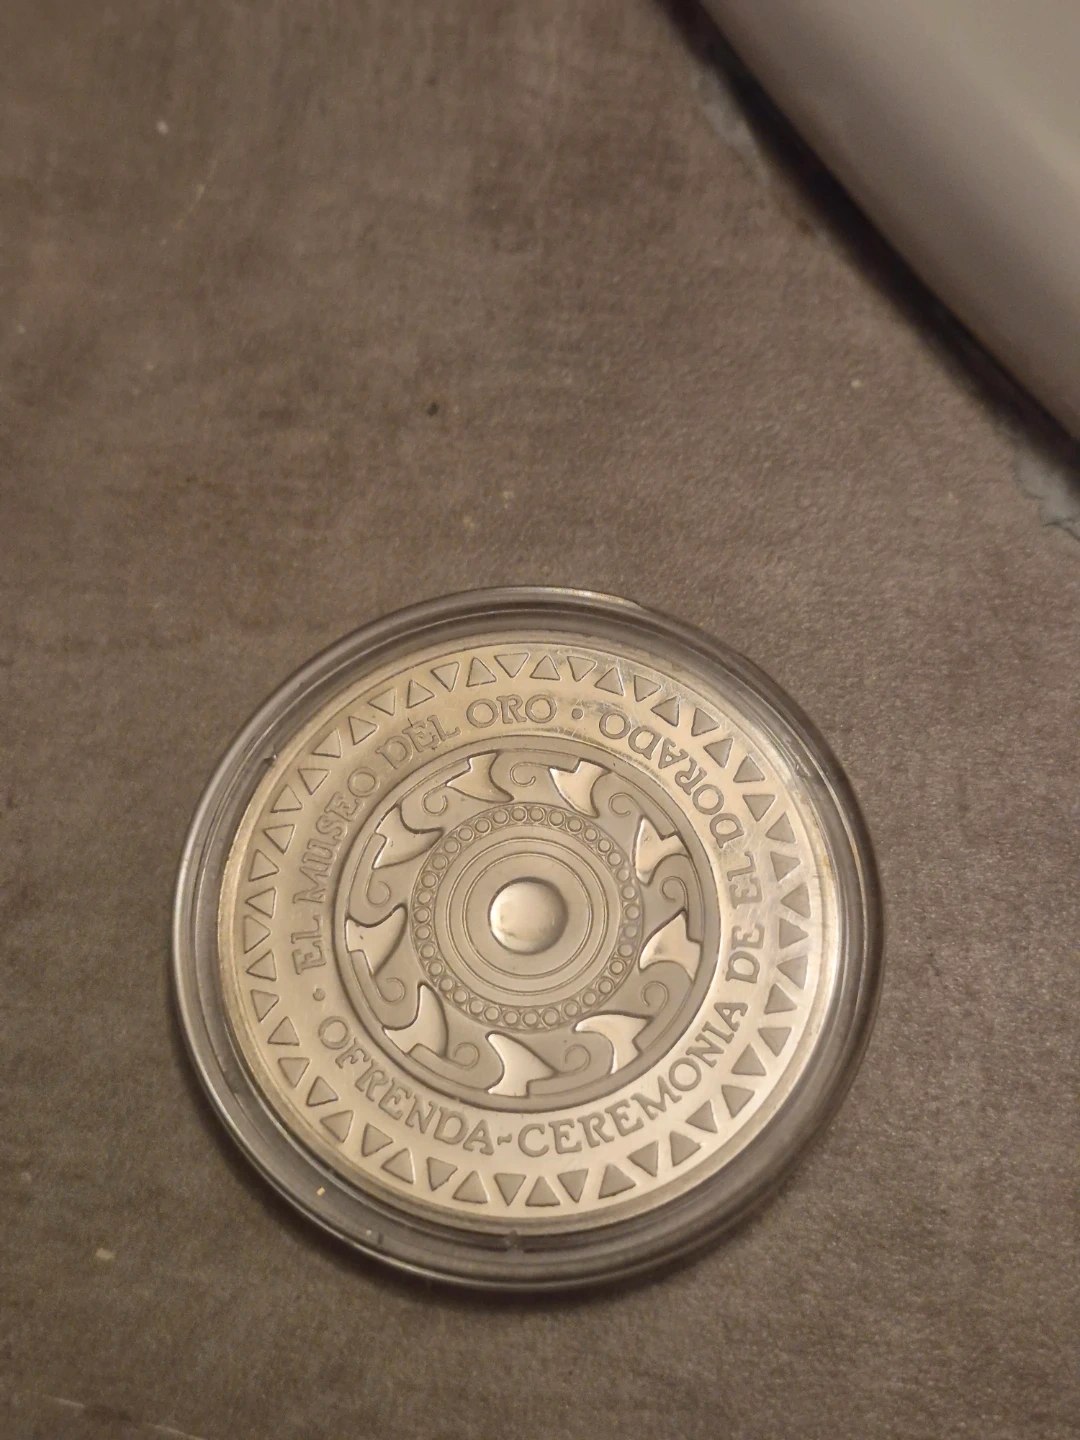 • EL MUSEO DEL ORO •
OFRENDA-CEREMONIA DE EL DORADO